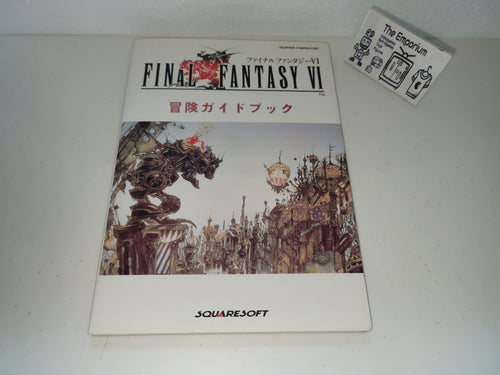 SUPER FAMICOM
ファイナルファンタジーVI
FINAL FANTASY VI
TM
冒険ガイドブック
SQUARESOFT
The Emporium